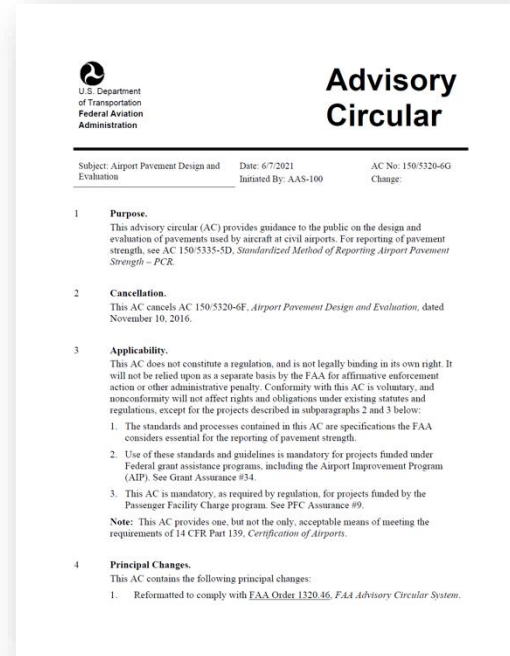 U.S. Department
of Transportation
Federal Aviation
Administration
Advisory
Circular
Subject: Airport Pavement Design and
Evaluation
Date: 6/7/2021
Initiated By: AAS-100
AC No: 150/5320-6G
Change:
1 Purpose.
This advisory circular (AC) provides guidance to the public on the design and
evaluation of pavements used by aircraft at civil airports. For reporting of pavement
strength, see AC 150/5335-5D, Standardized Method of Reporting Airport Pavement
Strength – PCR.
2 Cancellation.
This AC cancels AC 150/5320-6F, Airport Pavement Design and Evaluation, dated
November 10, 2016.
3 Applicability.
This AC does not constitute a regulation, and is not legally binding in its own right. It
will not be relied upon as a separate basis by the FAA for affirmative enforcement
action or other administrative penalty. Conformity with this AC is voluntary, and
nonconformity will not affect rights and obligations under existing statutes and
regulations, except for the projects described in subparagraphs 2 and 3 below:
1. The standards and processes contained in this AC are specifications the FAA
considers essential for the reporting of pavement strength.
2. Use of these standards and guidelines is mandatory for projects funded under
Federal grant assistance programs, including the Airport Improvement Program
(AIP). See Grant Assurance #34.
3. This AC is mandatory, as required by regulation, for projects funded by the
Passenger Facility Charge program. See PFC Assurance #9.
Note: This AC provides one, but not the only, acceptable means of meeting the
requirements of 14 CFR Part 139, Certification of Airports.
4 Principal Changes.
This AC contains the following principal changes:
1. Reformatted to comply with FAA Order 1320.46, FAA Advisory Circular System.